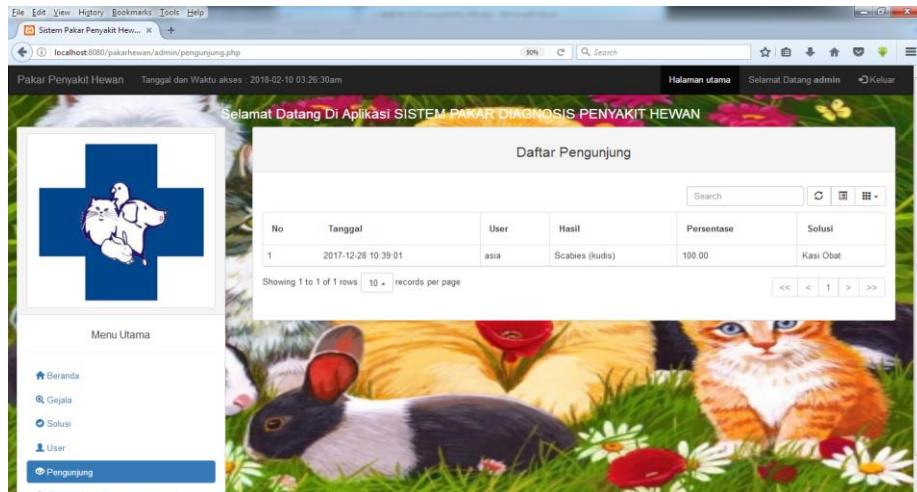 File Edit View History Bookmarks Tools Help
Sistem Pakar Penyakit Hew... × +
localhost:8080/pakarhewan/admin/pengunjung.php 90% Search
Pakar Penyakit Hewan Tanggal dan Waktu akses : 2018-02-10 03:26:30am Halaman utama Selamat Datang admin Keluar
Selamat Datang Di Aplikasi SISTEM PAKAR DIAGNOSIS PENYAKIT HEWAN
Daftar Pengunjung
Search
No Tanggal User Hasil Persentase Solusi
1 2017-12-28 10:39:01 asia Scabies (kudis) 100.00 Kasi Obat
Showing 1 to 1 of 1 rows 10 records per page << < 1 > >>
Menu Utama
Beranda
Gejala
Solusi
User
Pengunjung